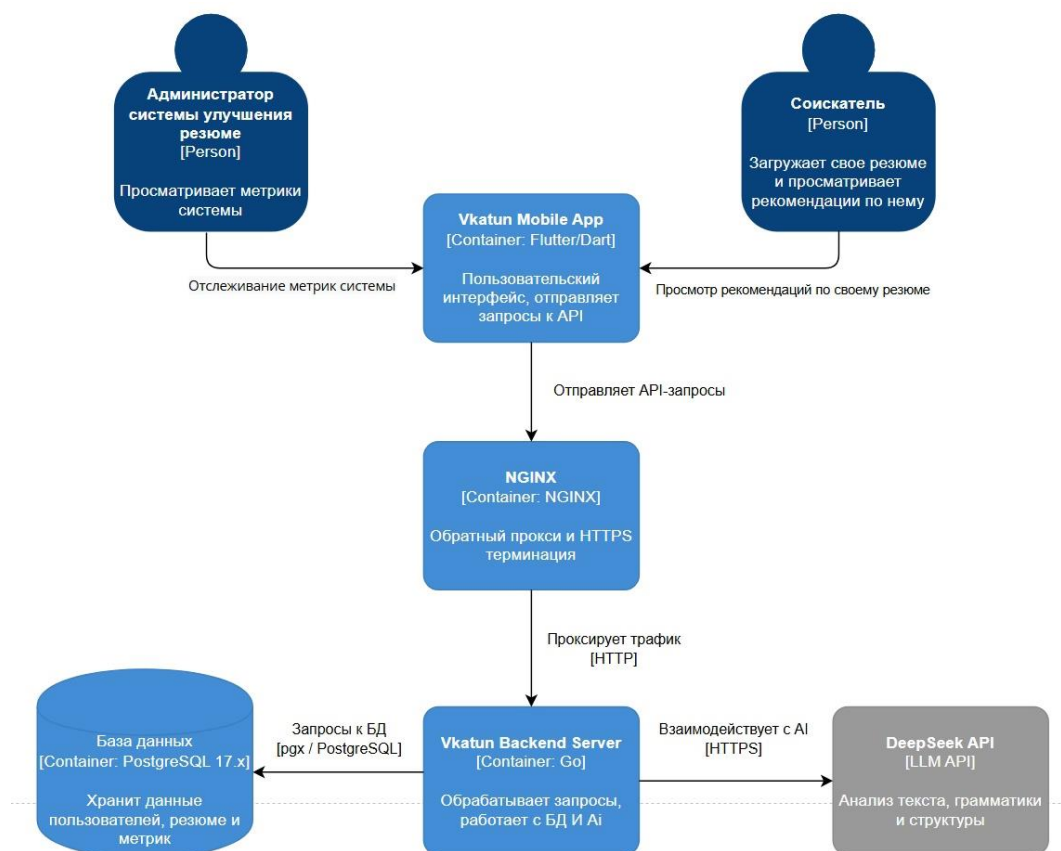 Администратор
системы улучшения
резюме
[Person]
Просматривает метрики
системы
Соискатель
[Person]
Загружает свое резюме
и просматривает
рекомендации по нему
Vkatun Mobile App
[Container: Flutter/Dart]
Пользовательский
интерфейс, отправляет
запросы к API
Отслеживание метрик системы
Просмотр рекомендаций по своему резюме
Отправляет API-запросы
NGINX
[Container: NGINX]
Обратный прокси и HTTPS
терминация
Проксирует трафик
[HTTP]
База данных
[Container: PostgreSQL 17.x]
Хранит данные
пользователей, резюме и
метрик
Запросы к БД
[pgx / PostgreSQL]
Vkatun Backend Server
[Container: Go]
Обрабатывает запросы,
работает с БД И Ai
Взаимодействует с AI
[HTTPS]
DeepSeek API
[LLM API]
Анализ текста, грамматики
и структуры